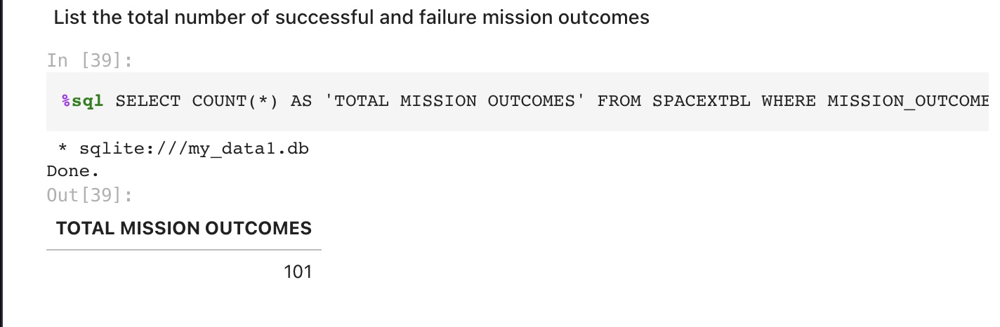 List the total number of successful and failure mission outcomes
In [39]:
%sql SELECT COUNT(*) AS 'TOTAL MISSION OUTCOMES' FROM SPACEXTBL WHERE MISSION_OUTCOME
* sqlite:///my_data1.db
Done.
Out[39]:
TOTAL MISSION OUTCOMES
101